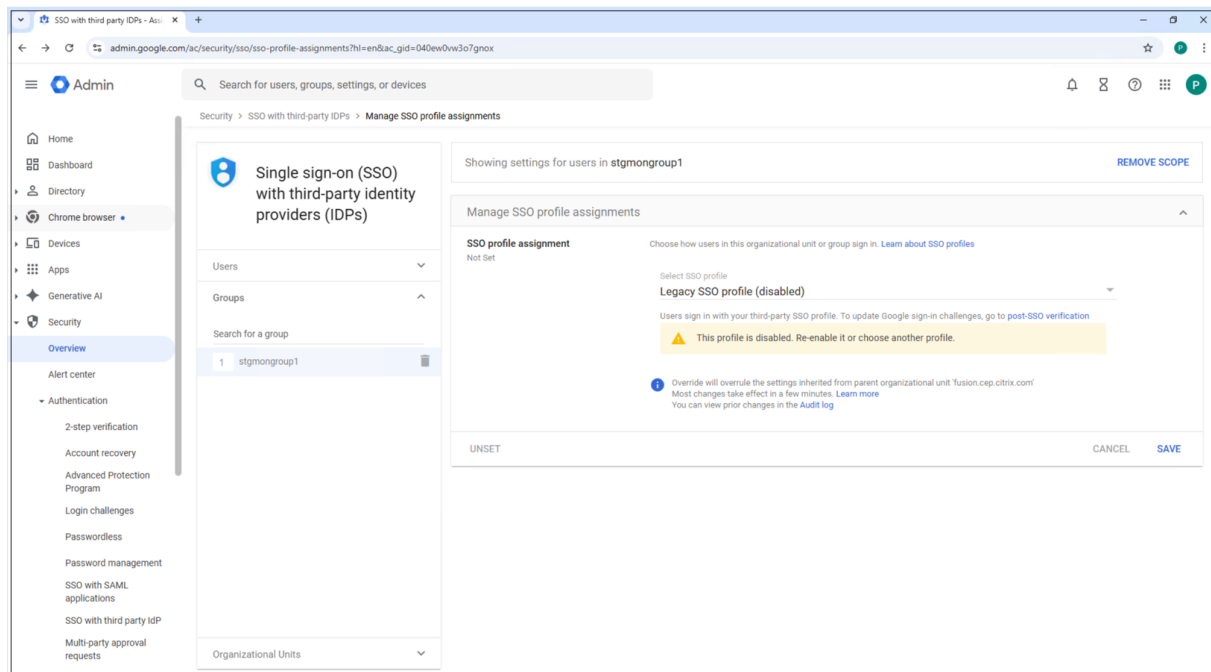 SSO with third party IDPs - Assi
admin.google.com/ac/security/sso/sso-profile-assignments?hl=en&ac_gid=040ew0vw3o7gnox
P
Admin
Search for users, groups, settings, or devices
P
Security > SSO with third-party IDPs > Manage SSO profile assignments
Home
Dashboard
Directory
Chrome browser
Devices
Apps
Generative AI
Security
Overview
Alert center
Authentication
2-step verification
Account recovery
Advanced Protection
Program
Login challenges
Passwordless
Password management
SSO with SAML
applications
SSO with third party IdP
Multi-party approval
requests
Single sign-on (SSO)
with third-party identity
providers (IDPs)
Users
Groups
Search for a group
1 stgmongroup1
Organizational Units
Showing settings for users in stgmongroup1
REMOVE SCOPE
Manage SSO profile assignments
SSO profile assignment
Not Set
Choose how users in this organizational unit or group sign in. Learn about SSO profiles
Select SSO profile
Legacy SSO profile (disabled)
Users sign in with your third-party SSO profile. To update Google sign-in challenges, go to post-SSO verification
This profile is disabled. Re-enable it or choose another profile.
Override will overrule the settings inherited from parent organizational unit 'fusion.cep.citrix.com'
Most changes take effect in a few minutes. Learn more
You can view prior changes in the Audit log
UNSET
CANCEL
SAVE